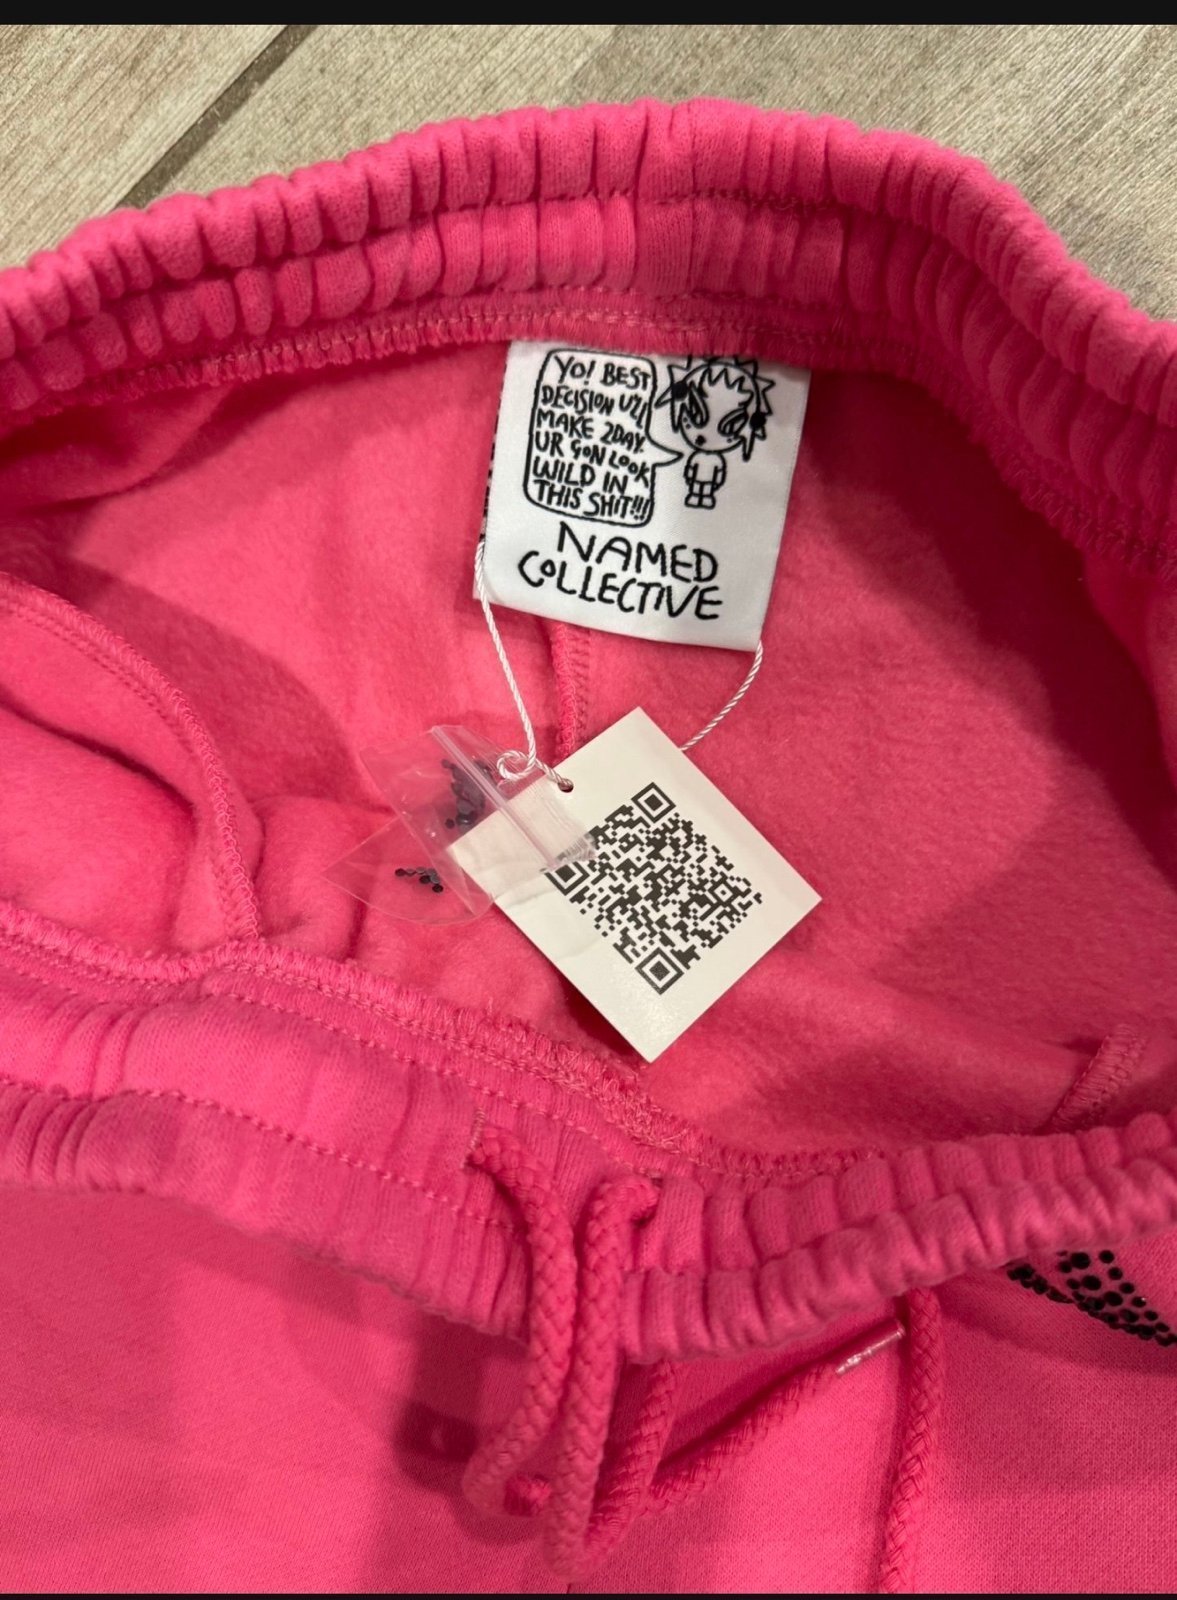 YO! BEST
DECISION U'LL
MAKE 2DAY.
UR GON LOOK
WILD IN
THIS SHIT!!!
NAMED
COLLECTIVE